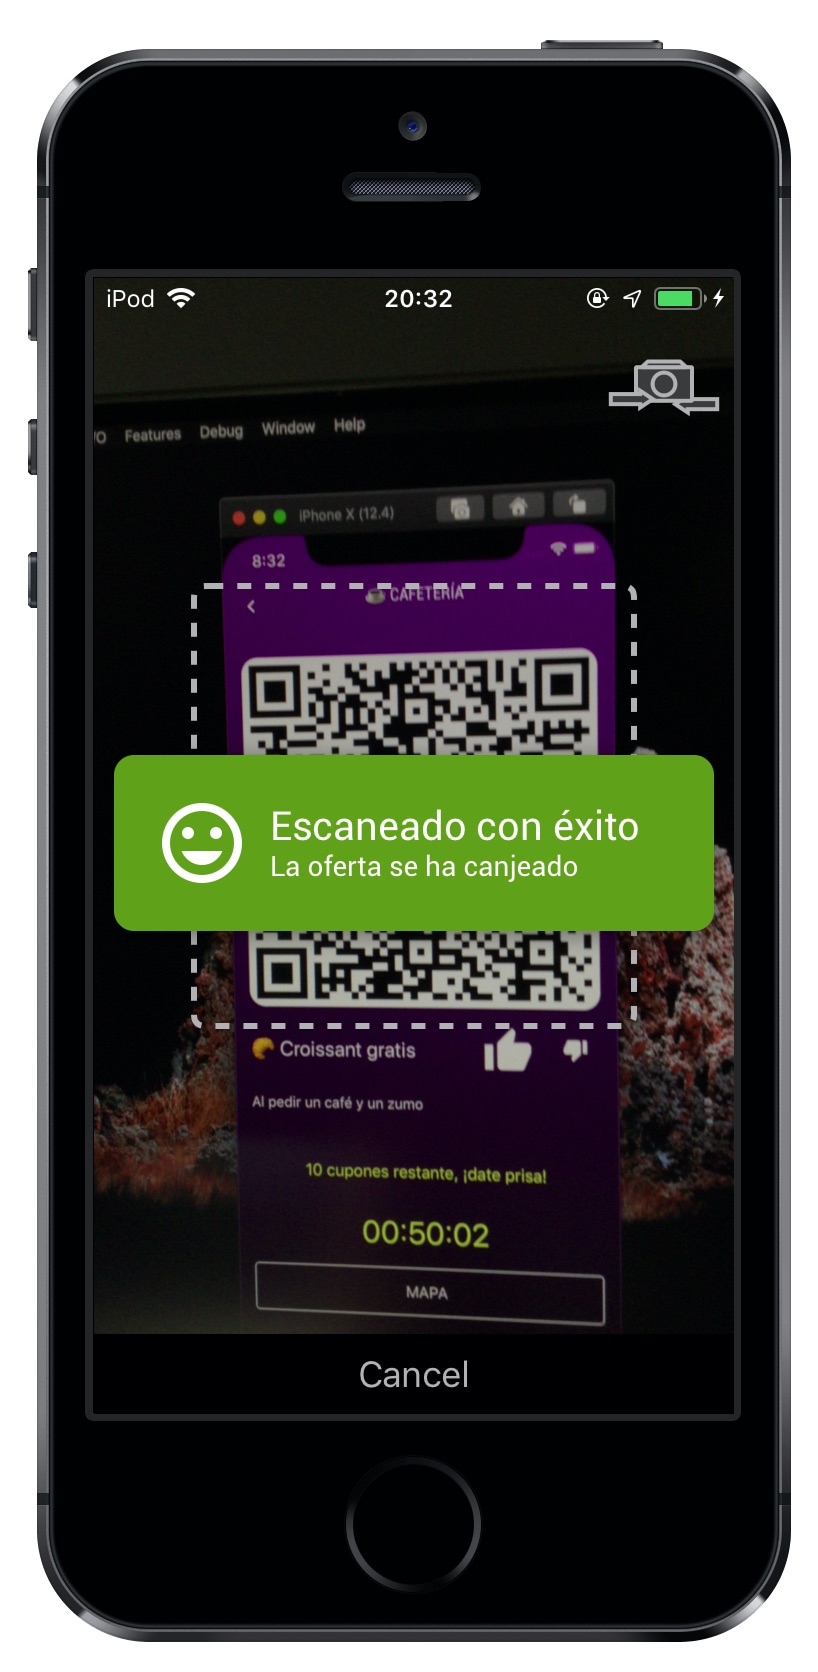 iPod 20:32
Features Debug Window Help
iPhone X (12.4)
8:32
CAFETERÍA
Escaneado con éxito
La oferta se ha canjeado
Croissant gratis
Al pedir un café y un zumo
10 cupones restante, ¡date prisa!
00:50:02
MAPA
Cancel